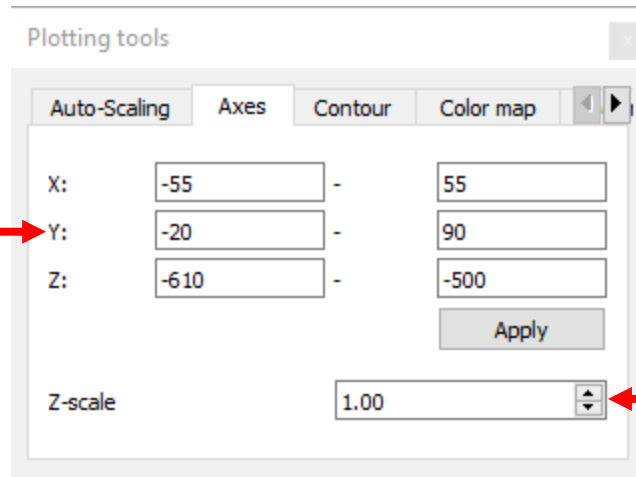 Plotting tools
x
Auto-Scaling Axes Contour Color map
X: -55 - 55
Y: -20 - 90
Z: -610 - -500
Apply
Z-scale 1.00